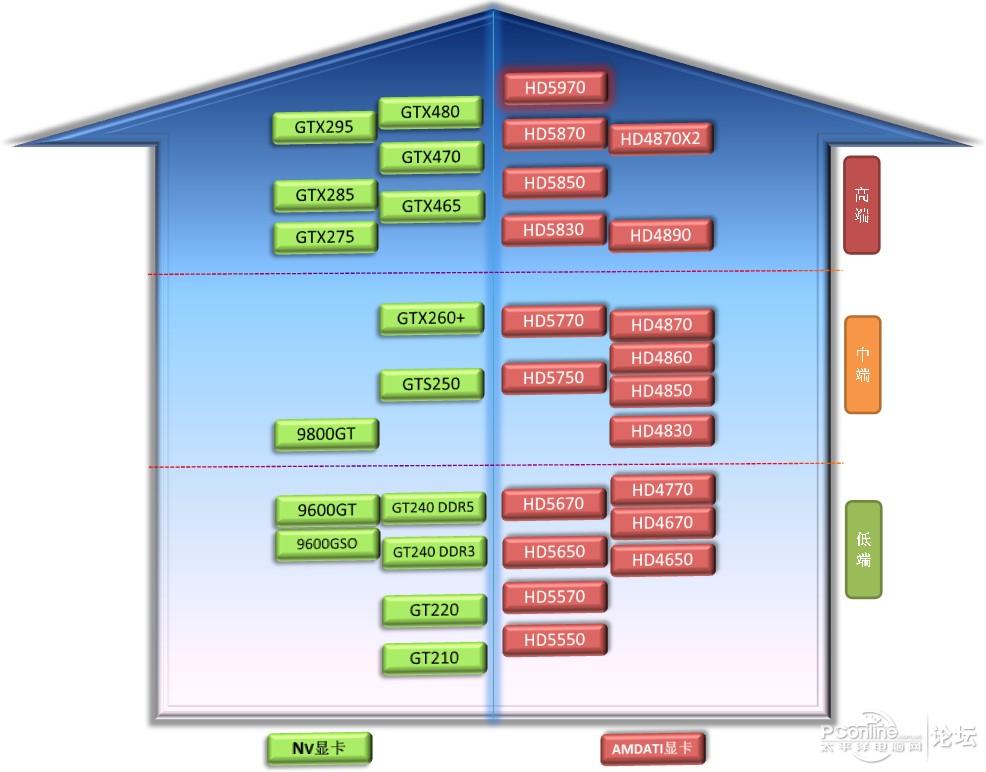 HD5970
GTX480
GTX295
HD5870
HD4870X2
GTX470
HD5850
GTX285
GTX465
HD5830
GTX275
HD4890
高端
GTX260+
HD5770
HD4870
HD4860
GTS250
HD5750
HD4850
9800GT
HD4830
中端
9600GT
GT240 DDR5
HD5670
HD4770
HD4670
9600GSO
GT240 DDR3
HD5650
HD4650
HD5570
GT220
HD5550
GT210
低端
NV显卡
AMDATI显卡
PConline.com.cn
太平洋电脑网
论坛